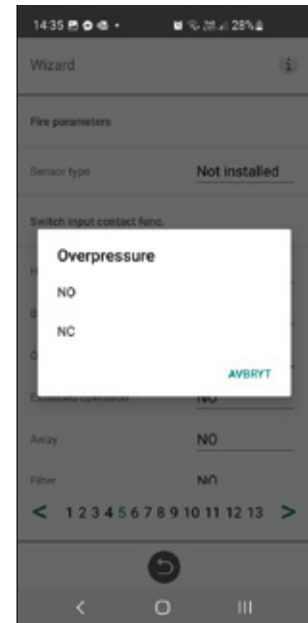 14:35
28%
Wizard
i
Fire parameters
Sensor type Not installed
Switch input contact func.
Overpressure
NO
NC
AVBRYT
Extended operation NO
Away NO
Filter NO
< 1 2 3 4 5 6 7 8 9 10 11 12 13 >